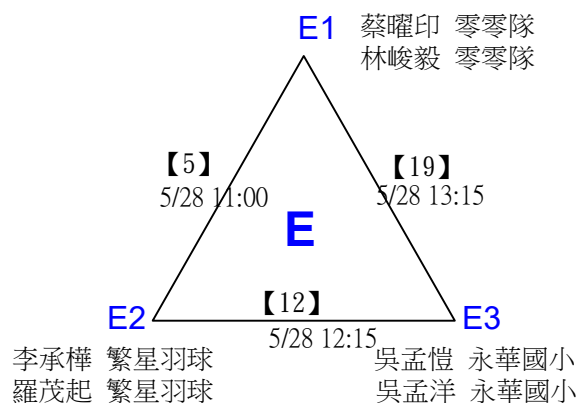 E1 蔡曜印 零零隊
林峻毅 零零隊
【5】
5/28 11:00
【19】
5/28 13:15
E
E2
【12】
5/28 12:15
E3
李承樺 繁星羽球
羅茂起 繁星羽球
吳孟愷 永華國小
吳孟洋 永華國小